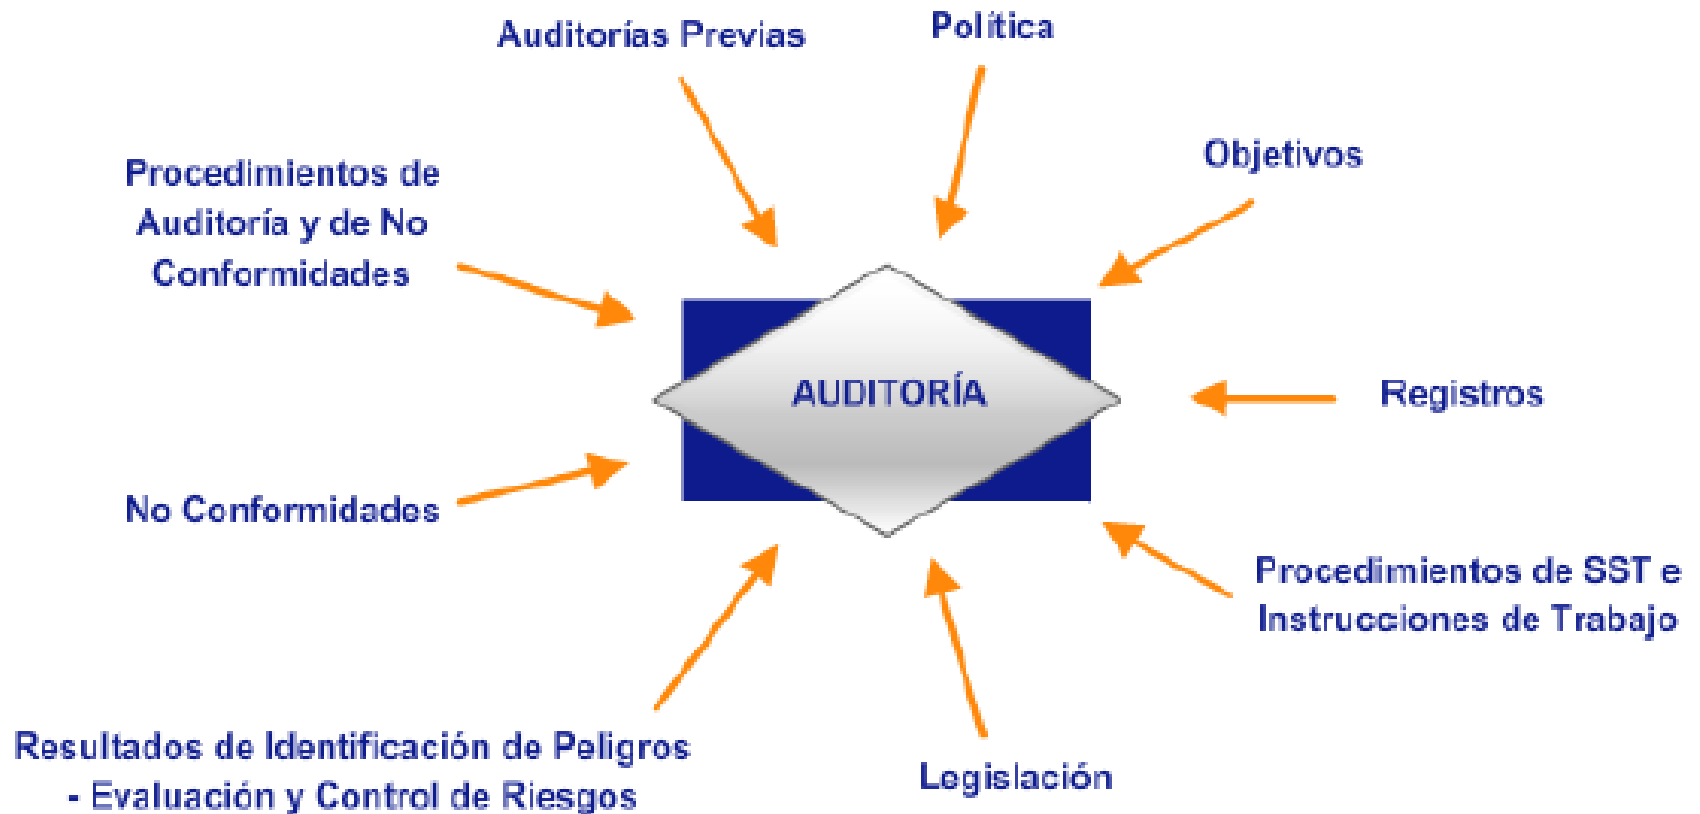 Auditorías Previas
Política
Objetivos
Procedimientos de
Auditoría y de No
Conformidades
AUDITORÍA
Registros
No Conformidades
Procedimientos de SST e
Instrucciones de Trabajo
Resultados de Identificación de Peligros
- Evaluación y Control de Riesgos
Legislación